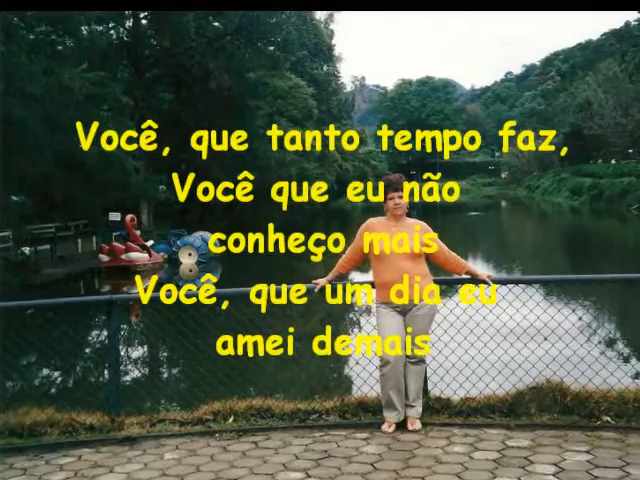 Você, que tanto tempo faz,
Você que eu não
conheço mais
Você, que um dia eu
amei demais